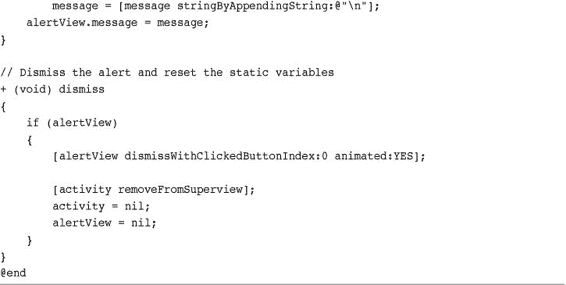 message = [message stringByAppendingString:@"\n"];
    alertView.message = message;
}

// Dismiss the alert and reset the static variables
+ (void) dismiss
{
    if (alertView)
    {
        [alertView dismissWithClickedButtonIndex:0 animated:YES];

        [activity removeFromSuperview];
        activity = nil;
        alertView = nil;
    }
}
@end